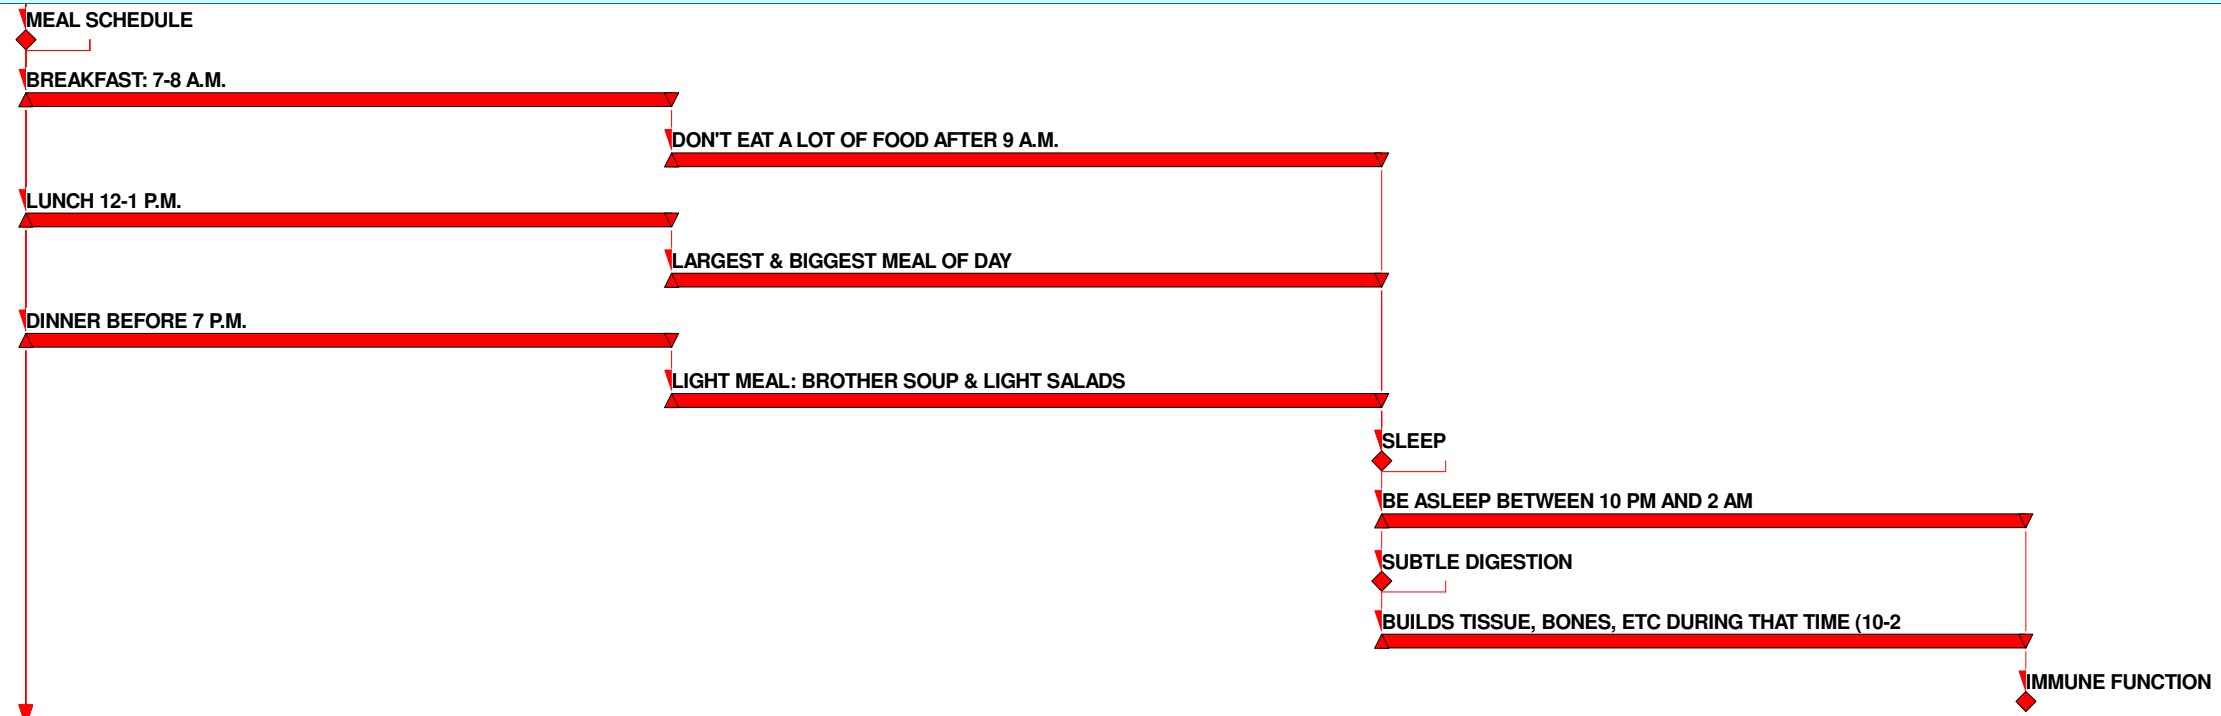 MEAL SCHEDULE
BREAKFAST: 7-8 A.M.
DON'T EAT A LOT OF FOOD AFTER 9 A.M.
LUNCH 12-1 P.M.
LARGEST & BIGGEST MEAL OF DAY
DINNER BEFORE 7 P.M.
LIGHT MEAL: BROTHER SOUP & LIGHT SALADS
SLEEP
BE ASLEEP BETWEEN 10 PM AND 2 AM
SUBTLE DIGESTION
BUILDS TISSUE, BONES, ETC DURING THAT TIME (10-2
IMMUNE FUNCTION